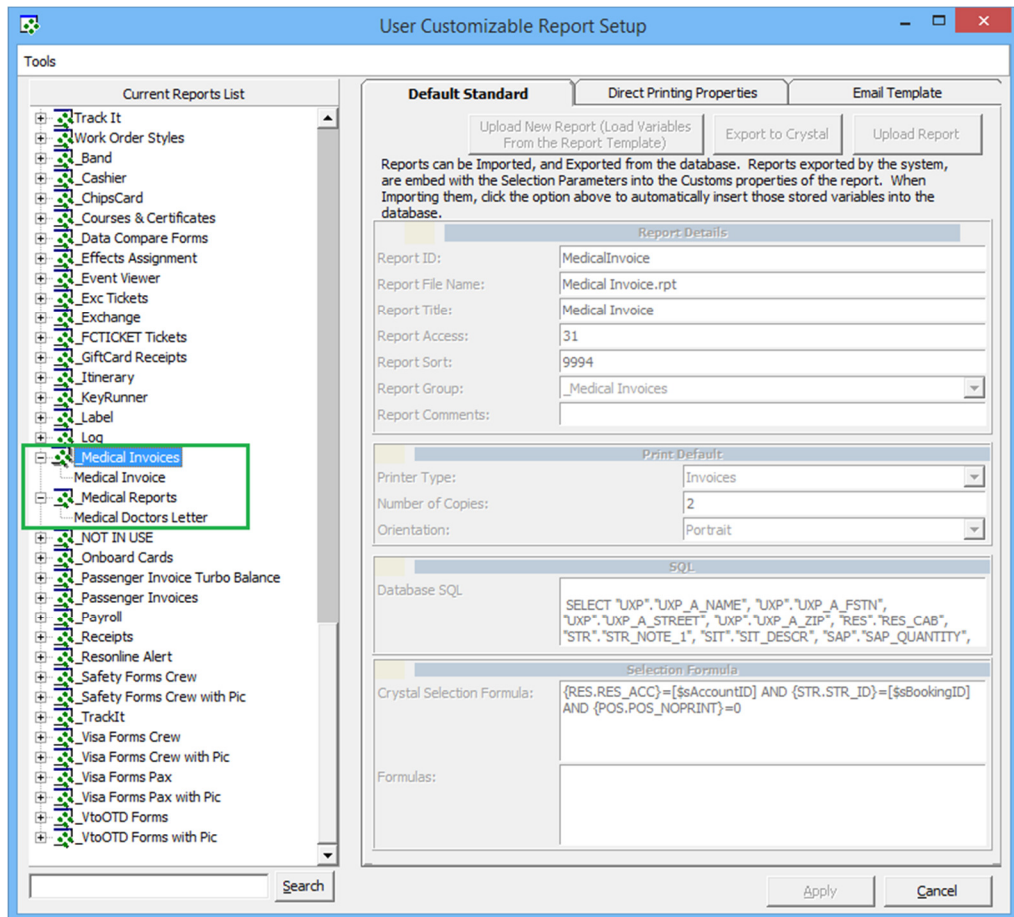 User Customizable Report Setup
Tools
Current Reports List
Track It
Work Order Styles
_Band
_Cashier
_ChipsCard
_Courses & Certificates
_Data Compare Forms
_Effects Assignment
_Event Viewer
_Exc Tickets
_Exchange
_FCTICKET Tickets
_GiftCard Receipts
_Itinerary
_KeyRunner
_Label
_Log
_Medical Invoices
Medical Invoice
_Medical Reports
Medical Doctors Letter
_NOT IN USE
_Onboard Cards
_Passenger Invoice Turbo Balance
_Passenger Invoices
_Payroll
_Receipts
_Resonline Alert
_Safety Forms Crew
_Safety Forms Crew with Pic
_TrackIt
_Visa Forms Crew
_Visa Forms Crew with Pic
_Visa Forms Pax
_Visa Forms Pax with Pic
_VtoOTD Forms
_VtoOTD Forms with Pic
Search
Default Standard
Direct Printing Properties
Email Template
Upload New Report (Load Variables
From the Report Template)
Export to Crystal
Upload Report
Reports can be Imported, and Exported from the database. Reports exported by the system,
are embed with the Selection Parameters into the Customs properties of the report. When
Importing them, click the option above to automatically insert those stored variables into the
database.
Report Details
Report ID: MedicalInvoice
Report File Name: Medical Invoice.rpt
Report Title: Medical Invoice
Report Access: 31
Report Sort: 9994
Report Group: _Medical Invoices
Report Comments:
Print Default
Printer Type: Invoices
Number of Copies: 2
Orientation: Portrait
SQL
Database SQL
SELECT "UXP"."UXP_A_NAME", "UXP"."UXP_A_FSTN",
"UXP"."UXP_A_STREET", "UXP"."UXP_A_ZIP", "RES"."RES_CAB",
"STR"."STR_NOTE_1", "SIT"."SIT_DESCR", "SAP"."SAP_QUANTITY",
Selection Formula
Crystal Selection Formula: {RES.RES_ACC}=[$sAccountID] AND {STR.STR_ID}=[$sBookingID]
AND {POS.POS_NOPRINT}=0
Formulas:
Apply
Cancel